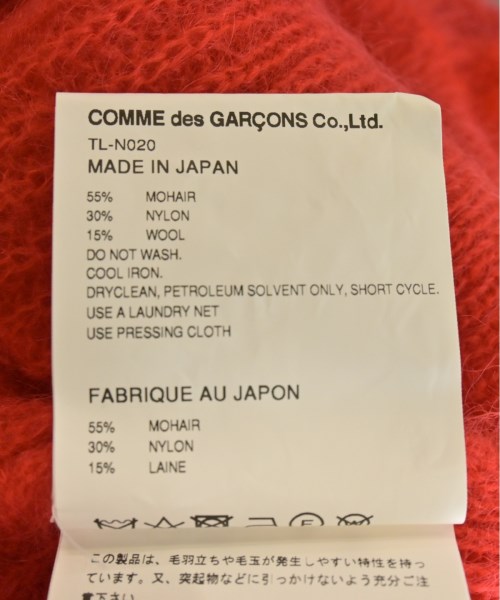 COMME des GARÇONS Co.,Ltd.
TL-N020
MADE IN JAPAN
55% MOHAIR
30% NYLON
15% WOOL
DO NOT WASH.
COOL IRON.
DRYCLEAN, PETROLEUM SOLVENT ONLY, SHORT CYCLE.
USE A LAUNDRY NET
USE PRESSING CLOTH
FABRIQUE AU JAPON
55% MOHAIR
30% NYLON
15% LAINE
この製品は、毛羽立ちや毛玉が発生しやすい特性を持っ
ています。又、突起物などに引っかけないよう充分ご注
意下さい